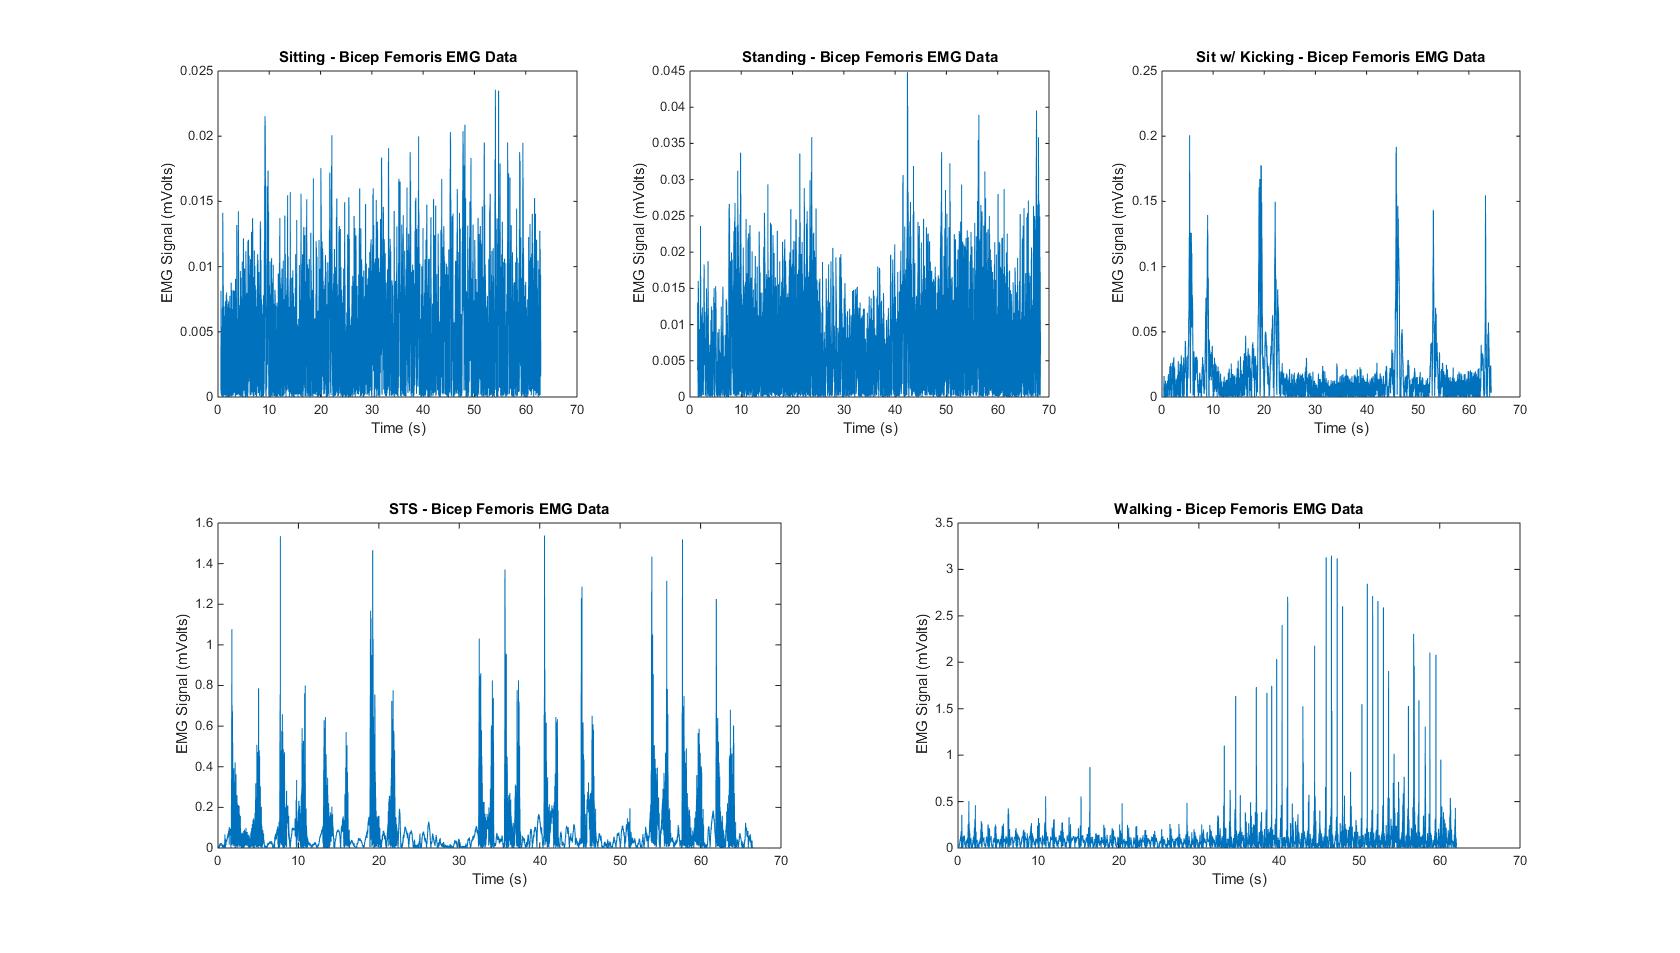 Sitting - Bicep Femoris EMG Data
0.025
0.02
0.015
0.01
0.005
0
EMG Signal (mVolts)
0 10 20 30 40 50 60 70
Time (s)
Standing - Bicep Femoris EMG Data
0.045
0.04
0.035
0.03
0.025
0.02
0.015
0.01
0.005
0
EMG Signal (mVolts)
0 10 20 30 40 50 60 70
Time (s)
Sit w/ Kicking - Bicep Femoris EMG Data
0.25
0.2
0.15
0.1
0.05
0
EMG Signal (mVolts)
0 10 20 30 40 50 60 70
Time (s)
STS - Bicep Femoris EMG Data
1.6
1.4
1.2
1
0.8
0.6
0.4
0.2
0
EMG Signal (mVolts)
0 10 20 30 40 50 60 70
Time (s)
Walking - Bicep Femoris EMG Data
3.5
3
2.5
2
1.5
1
0.5
0
EMG Signal (mVolts)
0 10 20 30 40 50 60 70
Time (s)